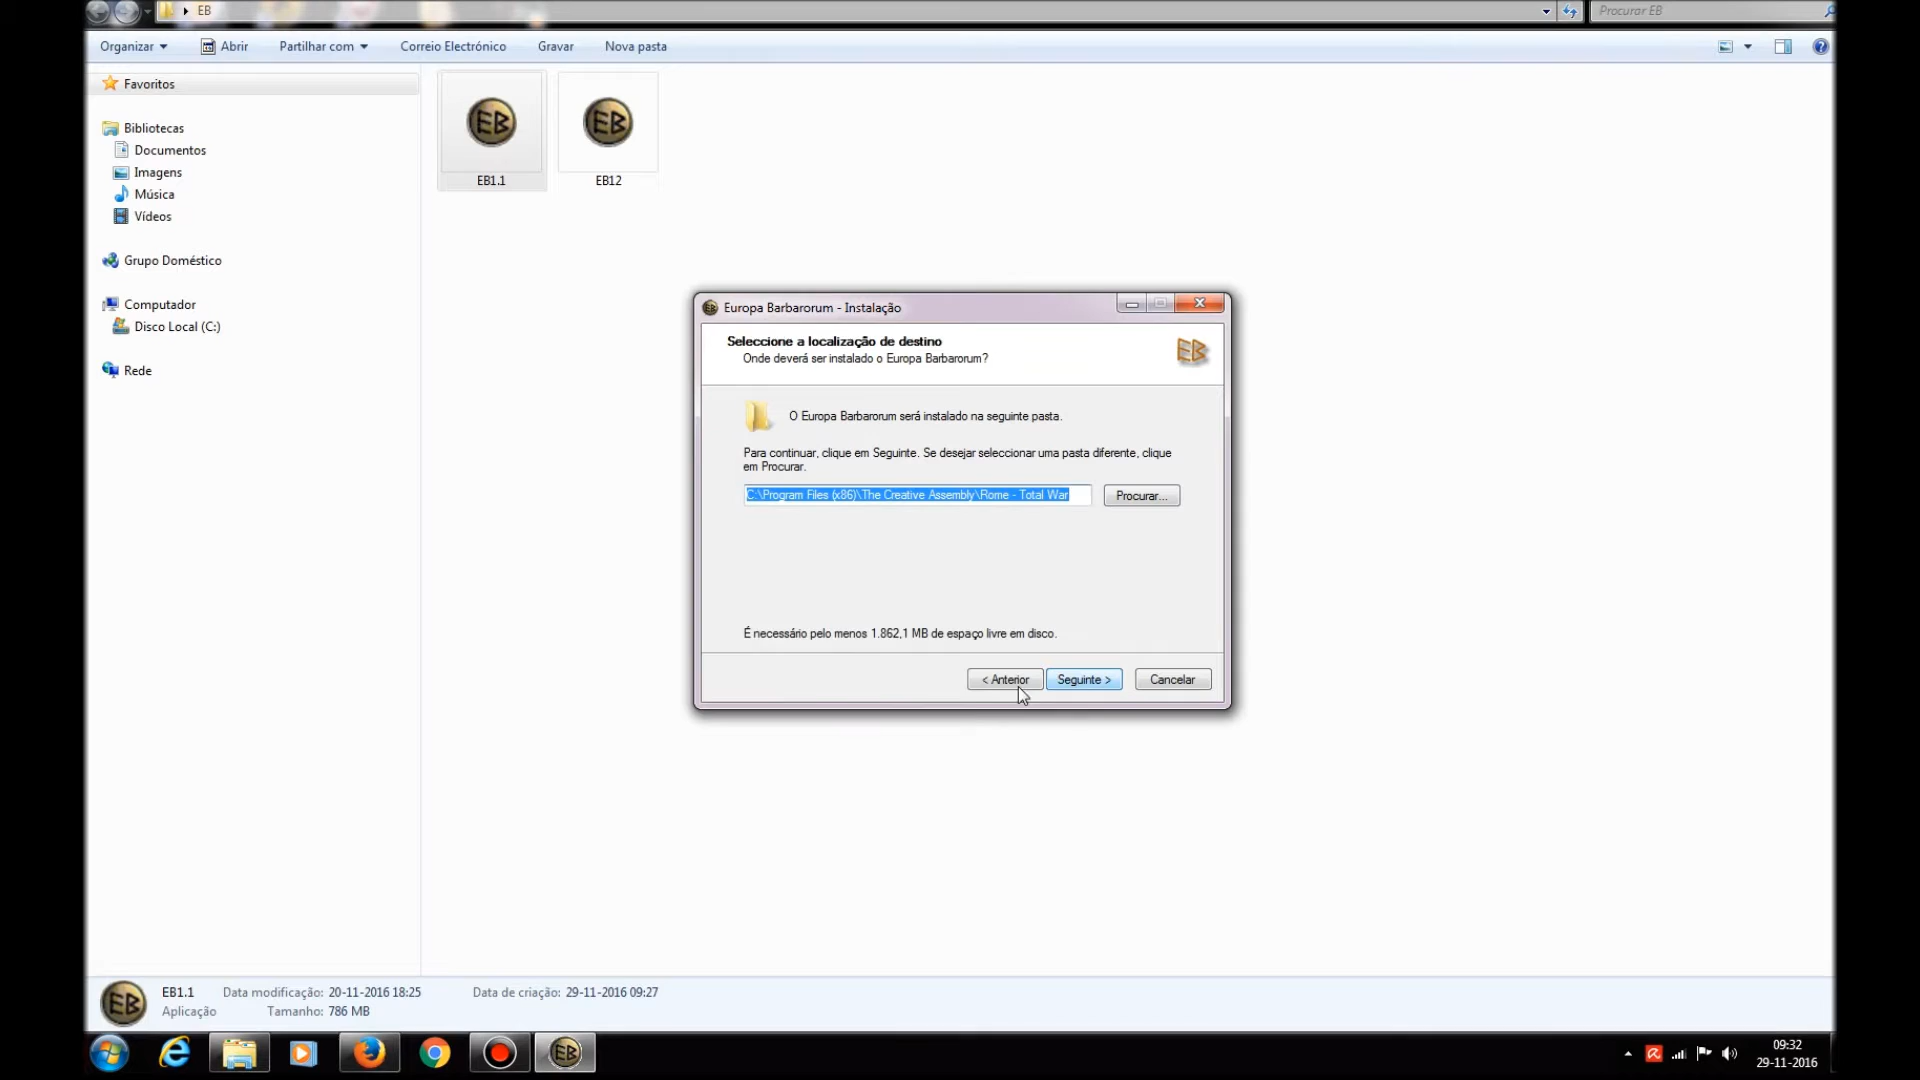 EB
Procurar EB
Organizar
Abrir
Partilhar com
Correio Electrónico
Gravar
Nova pasta
Favoritos
Bibliotecas
Documentos
Imagens
Música
Vídeos
Grupo Doméstico
Computador
Disco Local (C:)
Rede
EB
EB1.1
EB
EB12
Europa Barbarorum - Instalação
Seleccione a localização de destino
Onde deverá ser instalado o Europa Barbarorum?
EB
O Europa Barbarorum será instalado na seguinte pasta.
Para continuar, clique em Seguinte. Se desejar seleccionar uma pasta diferente, clique
em Procurar.
C:\Program Files (x86)\The Creative Assembly\Rome - Total War
Procurar...
É necessário pelo menos 1.862,1 MB de espaço livre em disco.
< Anterior
Seguinte >
Cancelar
EB
EB1.1 Data modificação: 20-11-2016 18:25 Data de criação: 29-11-2016 09:27
Aplicação Tamanho: 786 MB
EB
09:32
29-11-2016